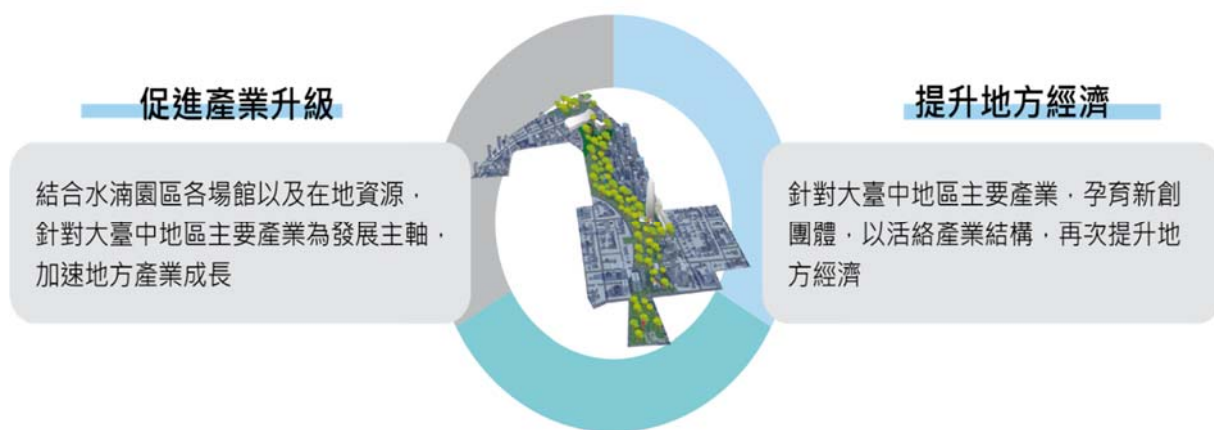 促進產業升級
結合水湳園區各場館以及在地資源，
針對大臺中地區主要產業為發展主軸，
加速地方產業成長
提升地方經濟
針對大臺中地區主要產業，孕育新創
團體，以活絡產業結構，再次提升地
方經濟